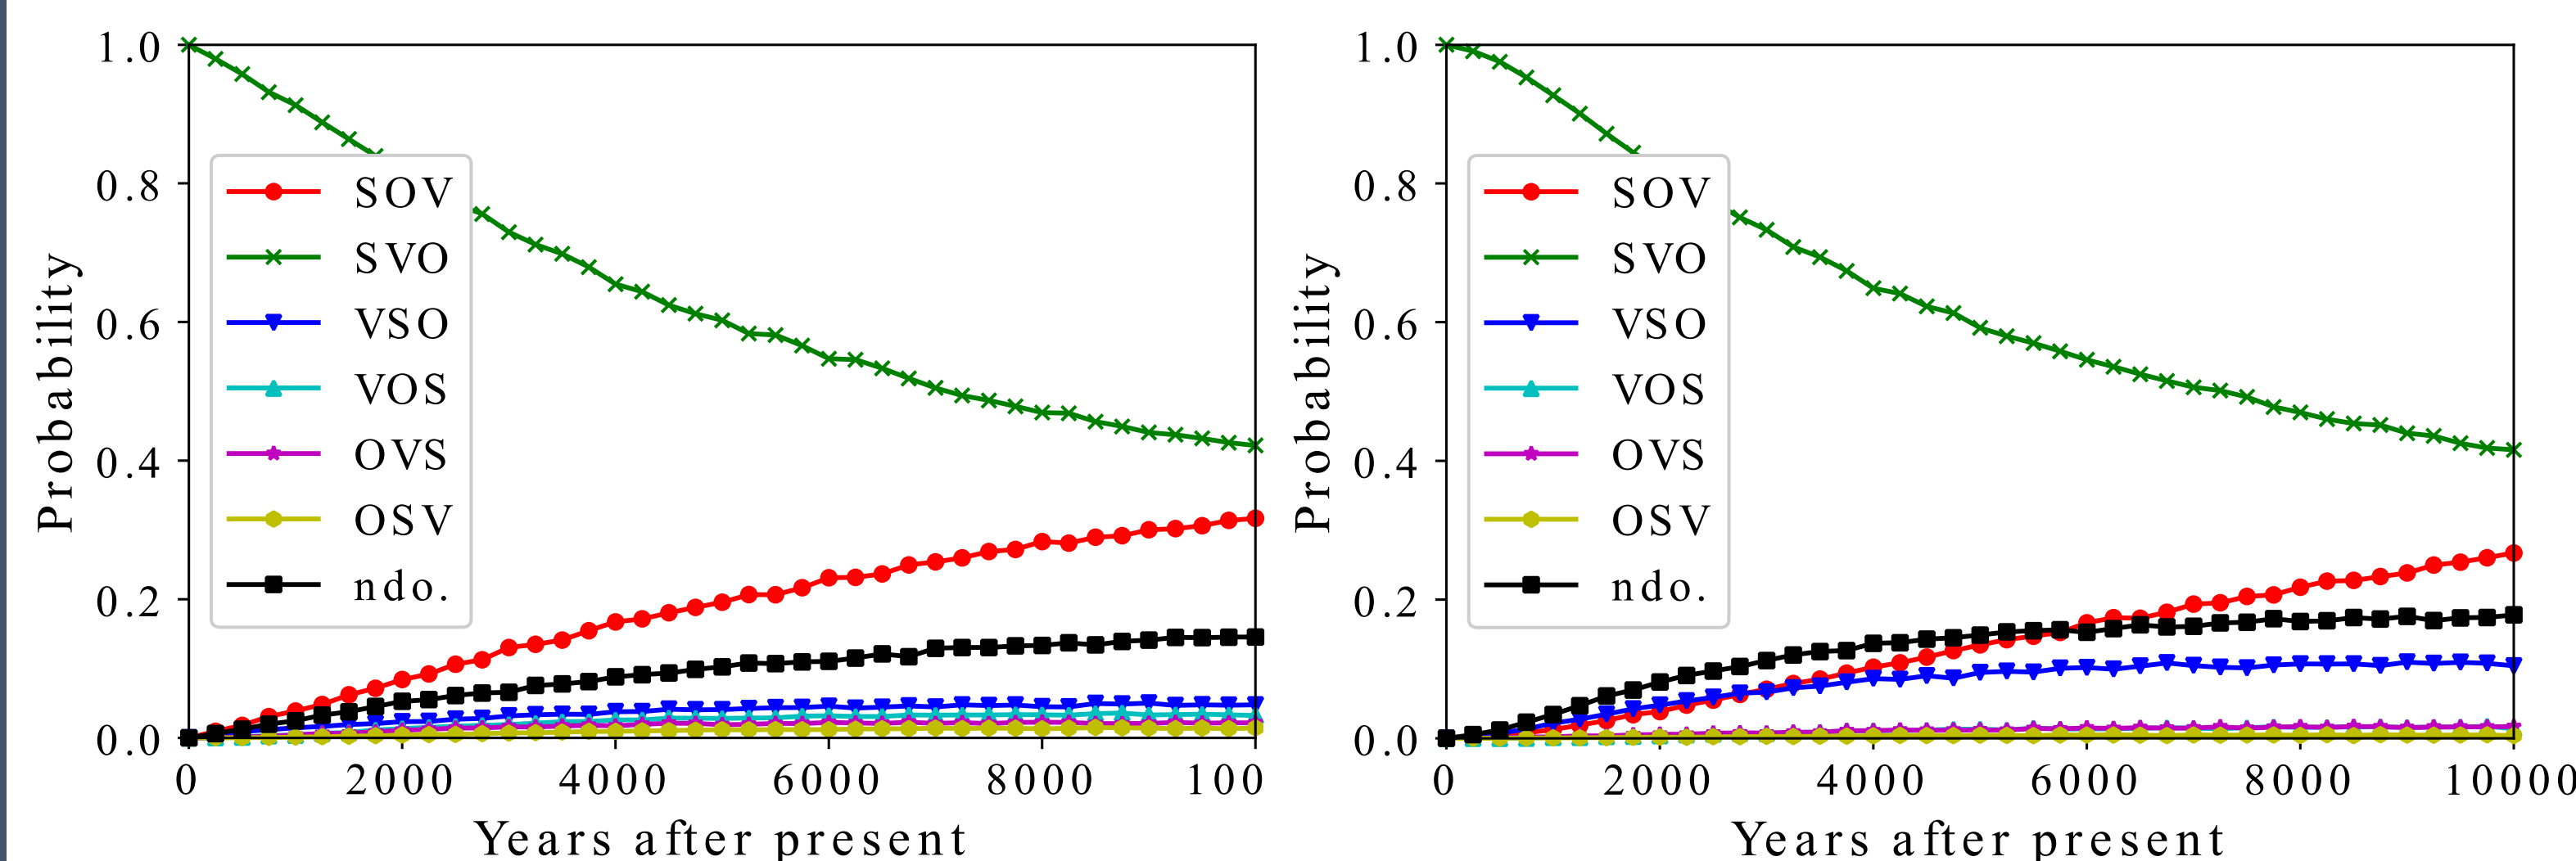 1.0
0.8
0.6
0.4
0.2
0.0
Probability
SOV
SVO
VSO
VOS
OVS
OSV
ndo.
0 2000 4000 6000 8000 100
Years after present
1.0
0.8
0.6
0.4
0.2
0.0
Probability
SOV
SVO
VSO
VOS
OVS
OSV
ndo.
0 2000 4000 6000 8000 10000
Years after present